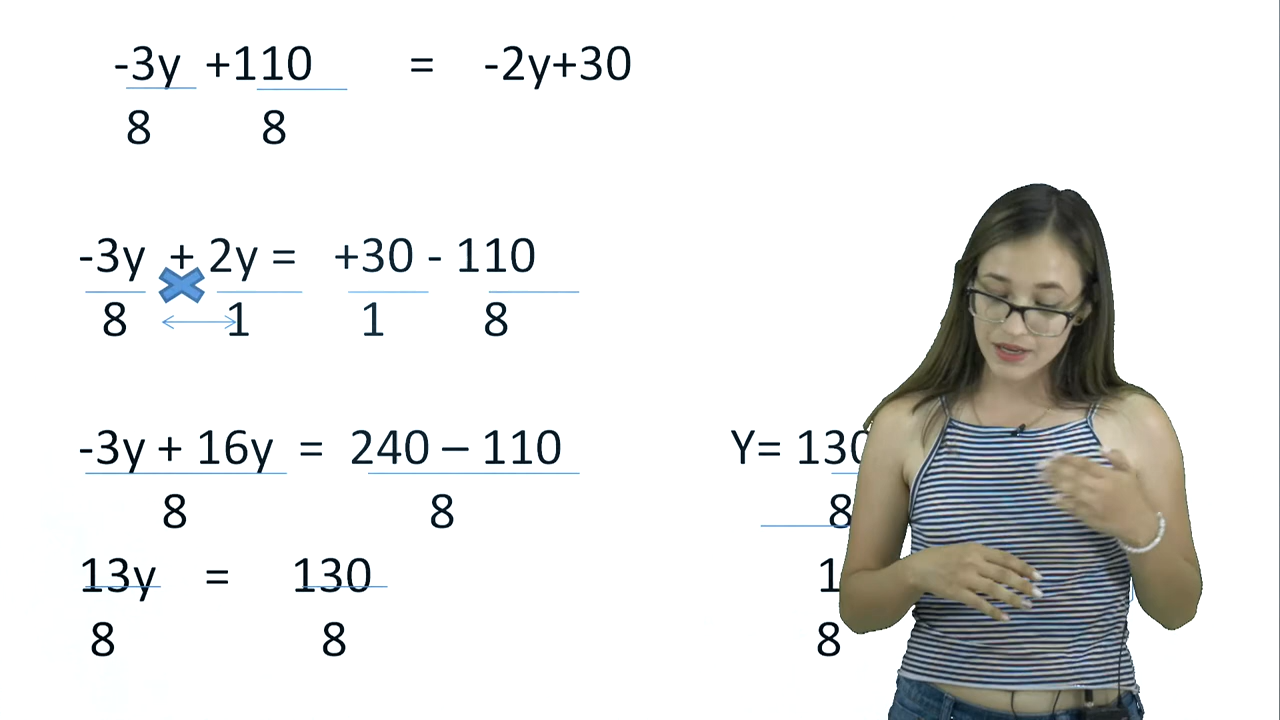 -3y +110 = -2y+30
8 8
-3y + 2y = +30 - 110
8 1 1 8
-3y + 16y = 240 – 110
8 8
13y = 130
8 8
Y= 130
8
1
8